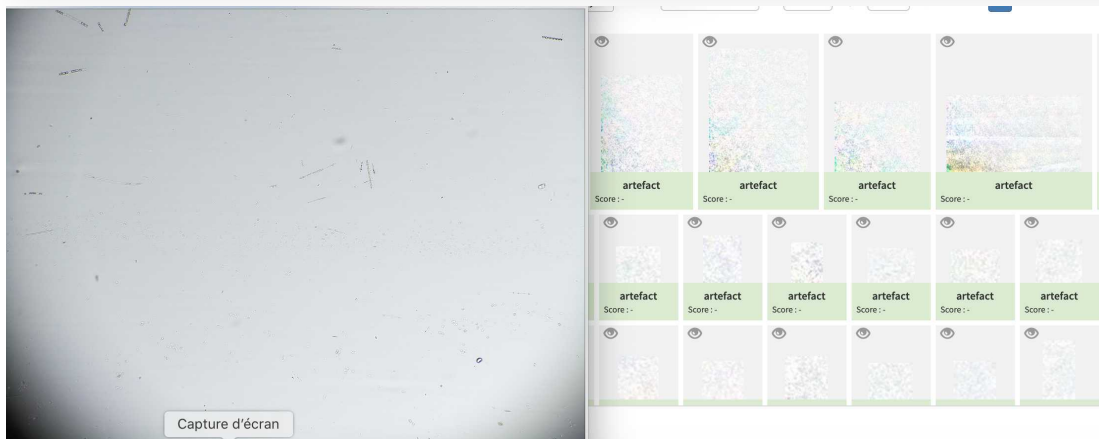 artefact
Score : -
artefact
Score : -
artefact
Score : -
artefact
Score : -
artefact
Score : -
artefact
Score : -
artefact
Score : -
artefact
Score : -
artefact
Score : -
artefact
Score : -
Capture d'écran